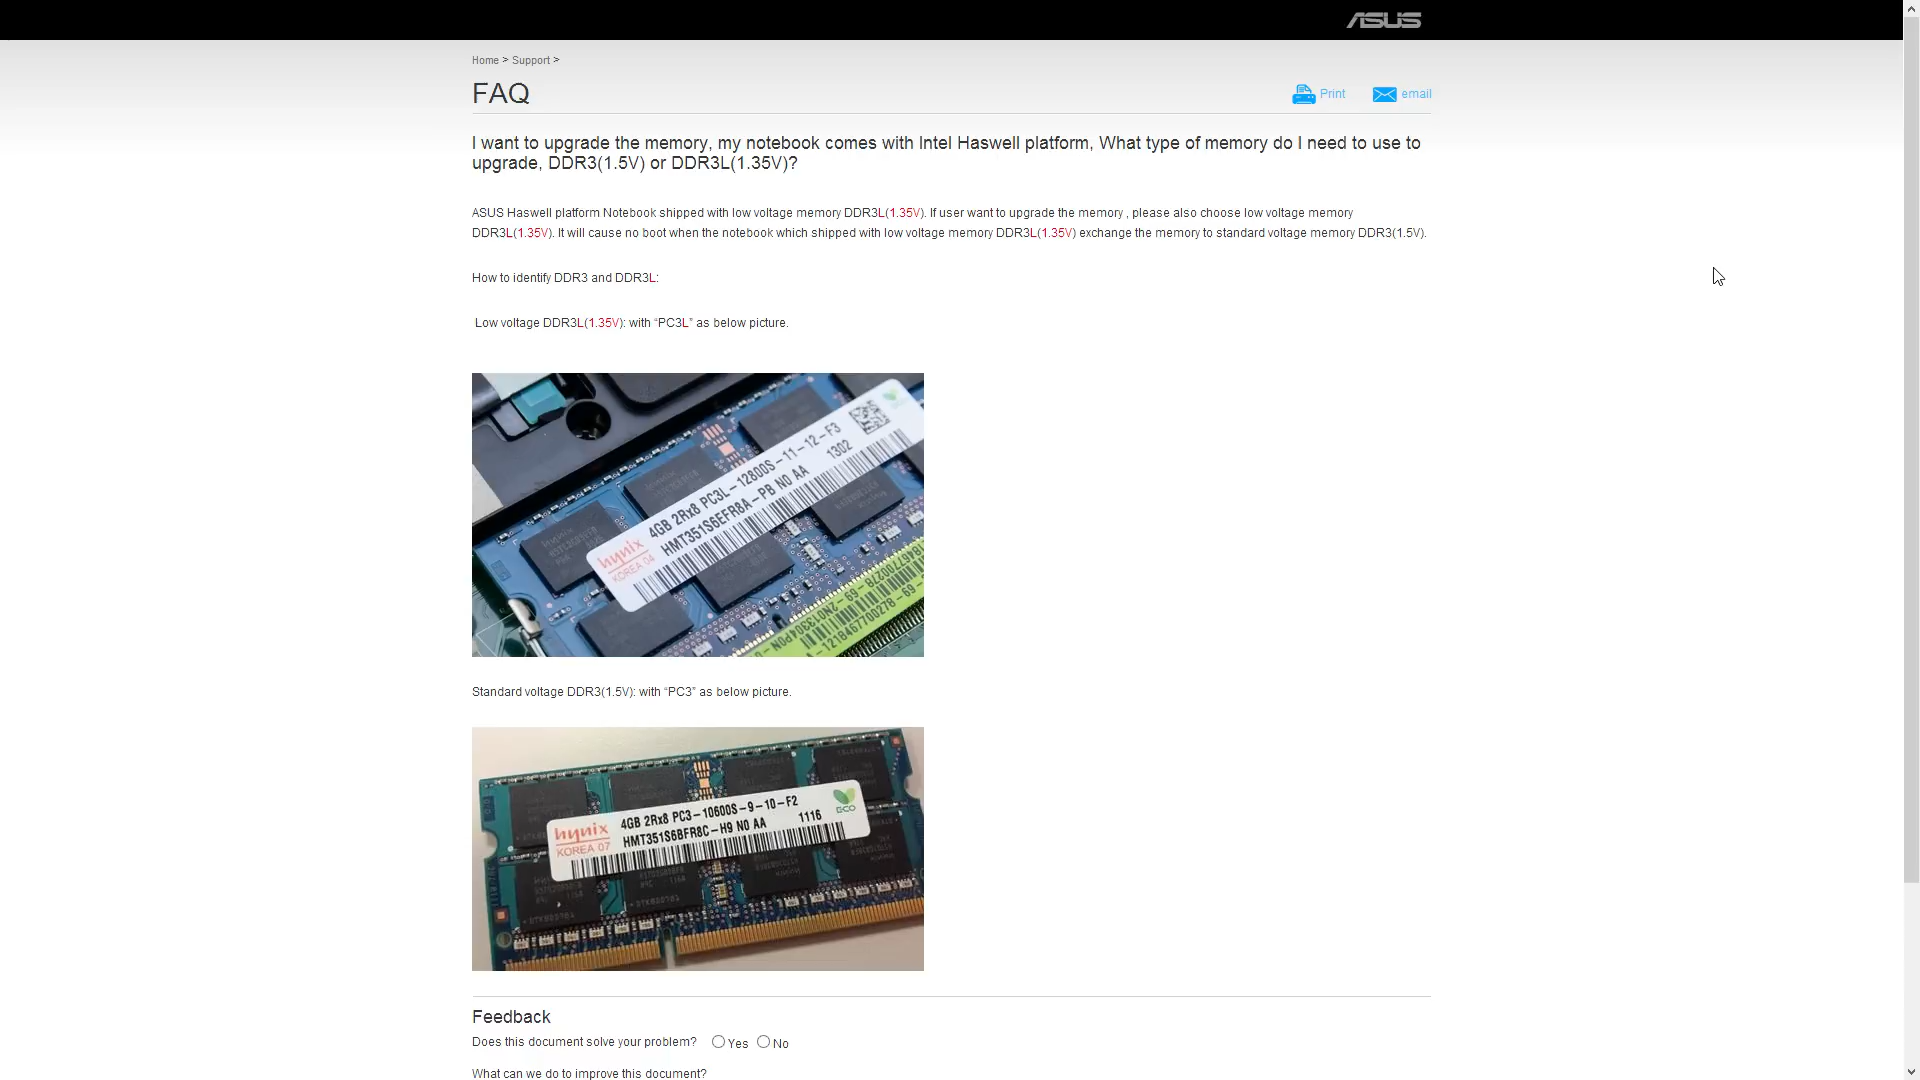 ASUS
Home > Support >
FAQ
Print
email
I want to upgrade the memory, my notebook comes with Intel Haswell platform, What type of memory do I need to use to
upgrade, DDR3(1.5V) or DDR3L(1.35V)?
ASUS Haswell platform Notebook shipped with low voltage memory DDR3L(1.35V). If user want to upgrade the memory , please also choose low voltage memory
DDR3L(1.35V). It will cause no boot when the notebook which shipped with low voltage memory DDR3L(1.35V) exchange the memory to standard voltage memory DDR3(1.5V).
How to identify DDR3 and DDR3L:
Low voltage DDR3L(1.35V): with “PC3L” as below picture.
hynix
KOREA 04
4GB 2Rx8 PC3L-12800S-11-12-F3
HMT351S6EFR8A-PB N0 AA 1302
Standard voltage DDR3(1.5V): with “PC3” as below picture.
hynix
KOREA 07
4GB 2Rx8 PC3-10600S-9-10-F2
HMT351S6BFR8C-H9 N0 AA 1116
ECO
Feedback
Does this document solve your problem? Yes No
What can we do to improve this document?